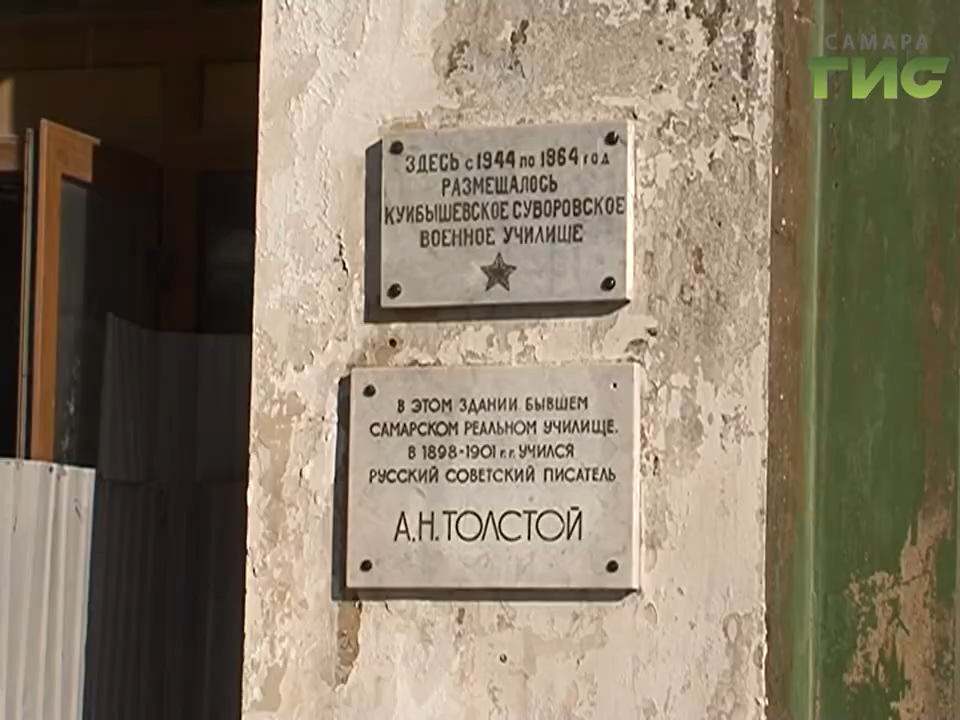 САМАРА
ГИС
ЗДЕСЬ с 1944 по 1964 год
РАЗМЕЩАЛОСЬ
КУЙБЫШЕВСКОЕ СУВОРОВСКОЕ
ВОЕННОЕ УЧИЛИЩЕ
В ЭТОМ ЗДАНИИ БЫВШЕМ
САМАРСКОМ РЕАЛЬНОМ УЧИЛИЩЕ.
В 1898-1901 г.г. УЧИЛСЯ
РУССКИЙ СОВЕТСКИЙ ПИСАТЕЛЬ
А.Н.ТОЛСТОЙ